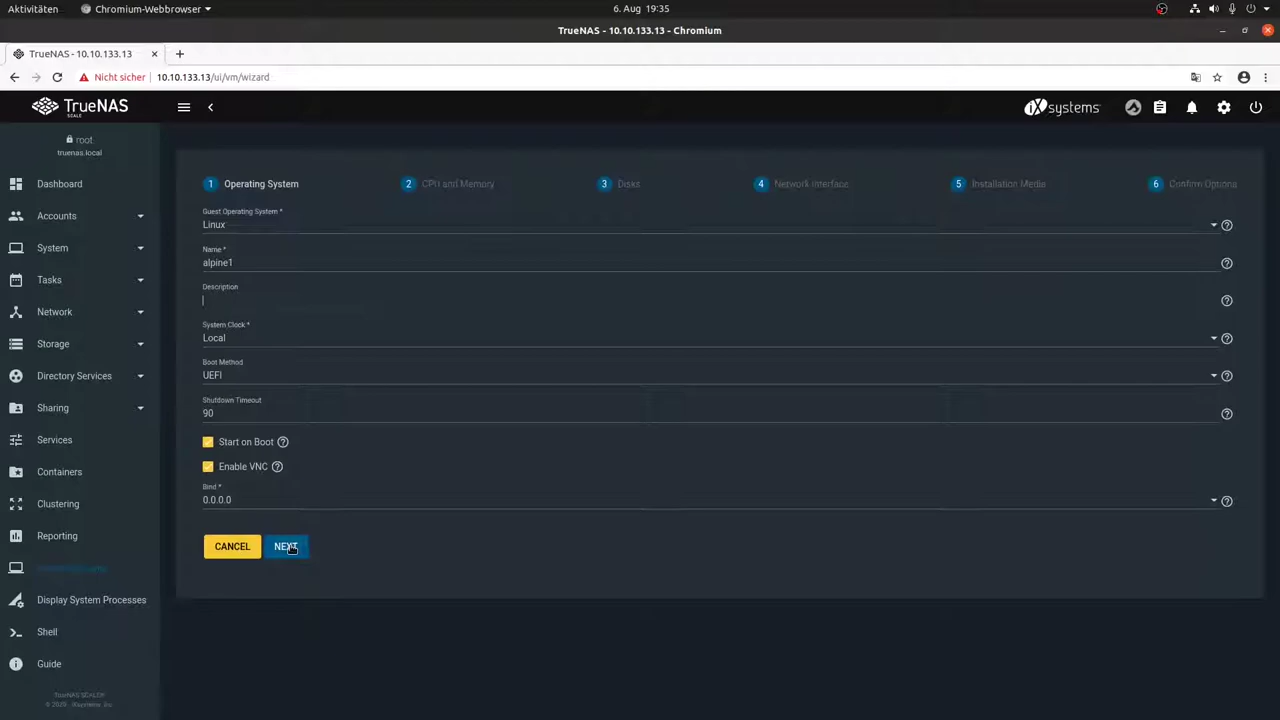 Aktivitäten
Chromium-Webbrowser
6. Aug 19:35
TrueNAS - 10.10.133.13 - Chromium
TrueNAS - 10.10.133.13
Nicht sicher
10.10.133.13/ui/vm/wizard
TrueNAS
SCALE
iXsystems
root
truenas.local
Dashboard
Accounts
System
Tasks
Network
Storage
Directory Services
Sharing
Services
Containers
Clustering
Reporting
Display System Processes
Shell
Guide
TrueNAS SCALE®
© 2020 - iXsystems, Inc.
1 Operating System
2 CPU and Memory
3 Disks
4 Network Interface
5 Installation Media
6 Confirm Options
Guest Operating System *
Linux
Name *
alpine1
Description
System Clock *
Local
Boot Method
UEFI
Shutdown Timeout
90
Start on Boot
Enable VNC
Bind *
0.0.0.0
CANCEL
NEXT